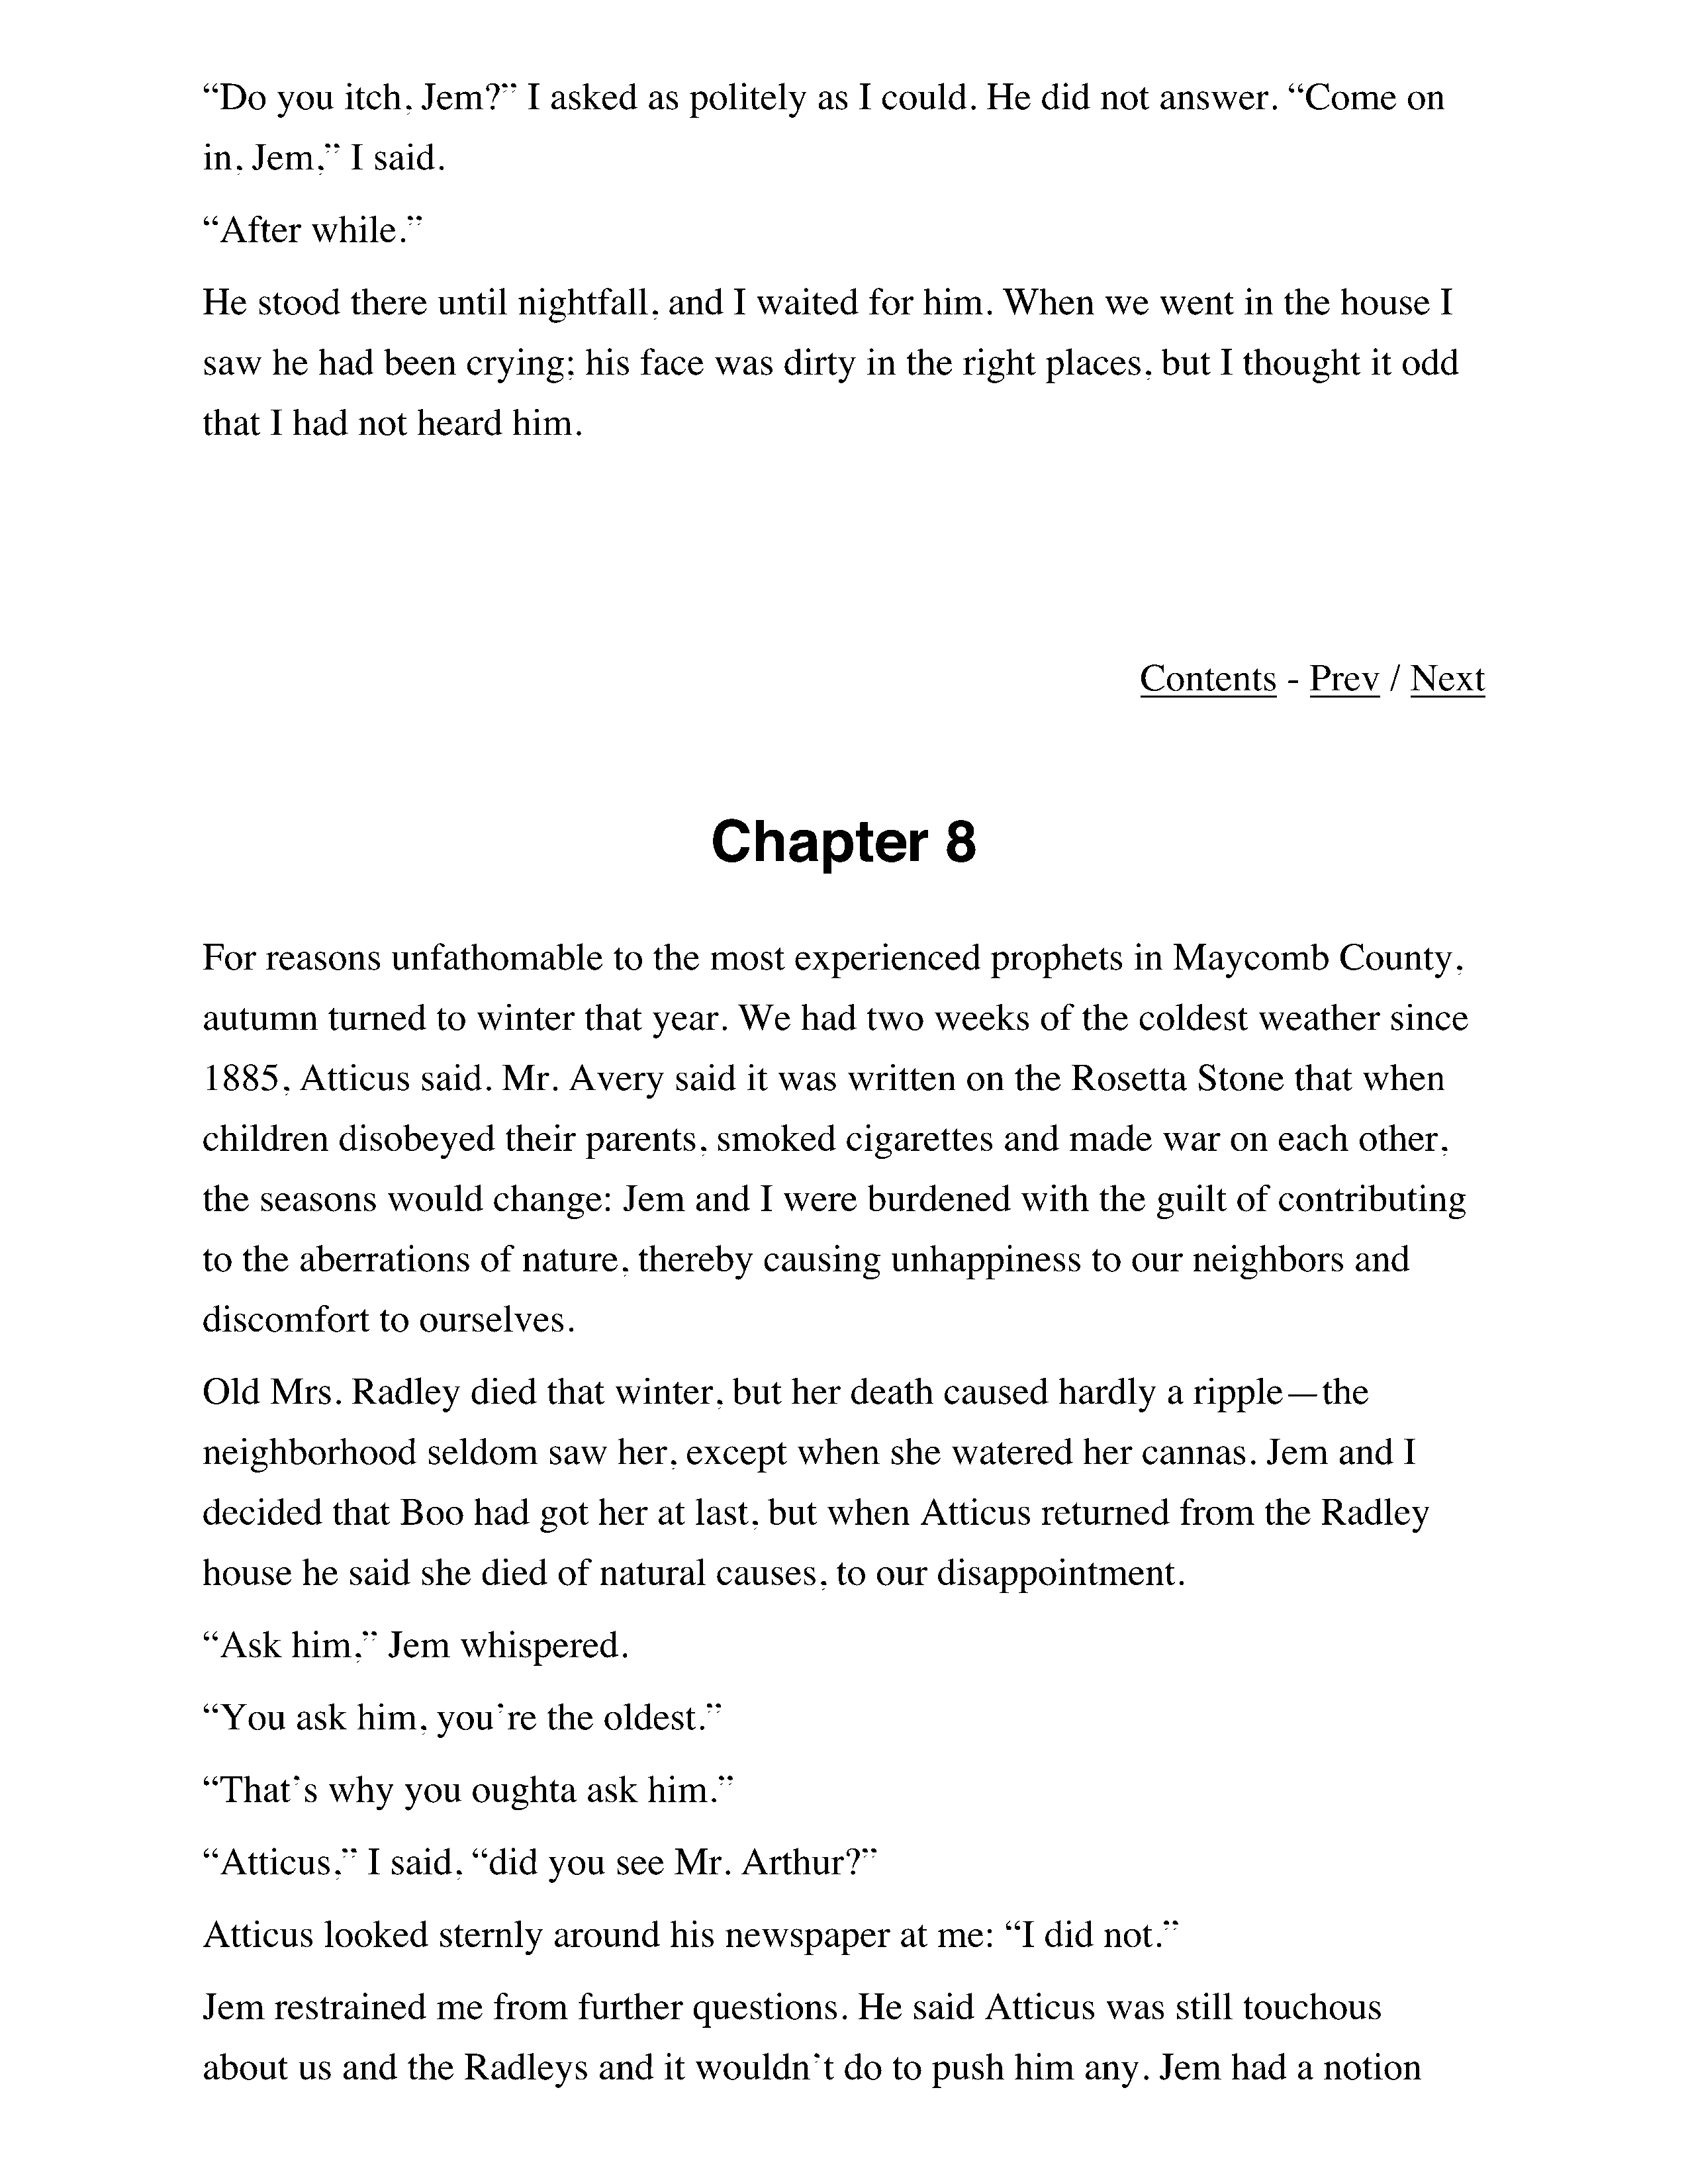 “Do you itch, Jem?” I asked as politely as I could. He did not answer. “Come on
in, Jem,” I said.
“After while.”
He stood there until nightfall, and I waited for him. When we went in the house I
saw he had been crying; his face was dirty in the right places, but I thought it odd
that I had not heard him.
Contents - Prev / Next
Chapter 8
For reasons unfathomable to the most experienced prophets in Maycomb County,
autumn turned to winter that year. We had two weeks of the coldest weather since
1885, Atticus said. Mr. Avery said it was written on the Rosetta Stone that when
children disobeyed their parents, smoked cigarettes and made war on each other,
the seasons would change: Jem and I were burdened with the guilt of contributing
to the aberrations of nature, thereby causing unhappiness to our neighbors and
discomfort to ourselves.
Old Mrs. Radley died that winter, but her death caused hardly a ripple—the
neighborhood seldom saw her, except when she watered her cannas. Jem and I
decided that Boo had got her at last, but when Atticus returned from the Radley
house he said she died of natural causes, to our disappointment.
“Ask him,” Jem whispered.
“You ask him, you’re the oldest.”
“That’s why you oughta ask him.”
“Atticus,” I said, “did you see Mr. Arthur?”
Atticus looked sternly around his newspaper at me: “I did not.”
Jem restrained me from further questions. He said Atticus was still touchous
about us and the Radleys and it wouldn’t do to push him any. Jem had a notion